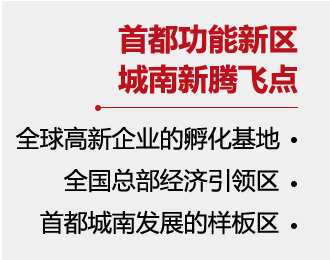 首都功能新区
城南新腾飞点
全球高新企业的孵化基地 •
全国总部经济引领区 •
首都城南发展的样板区 •